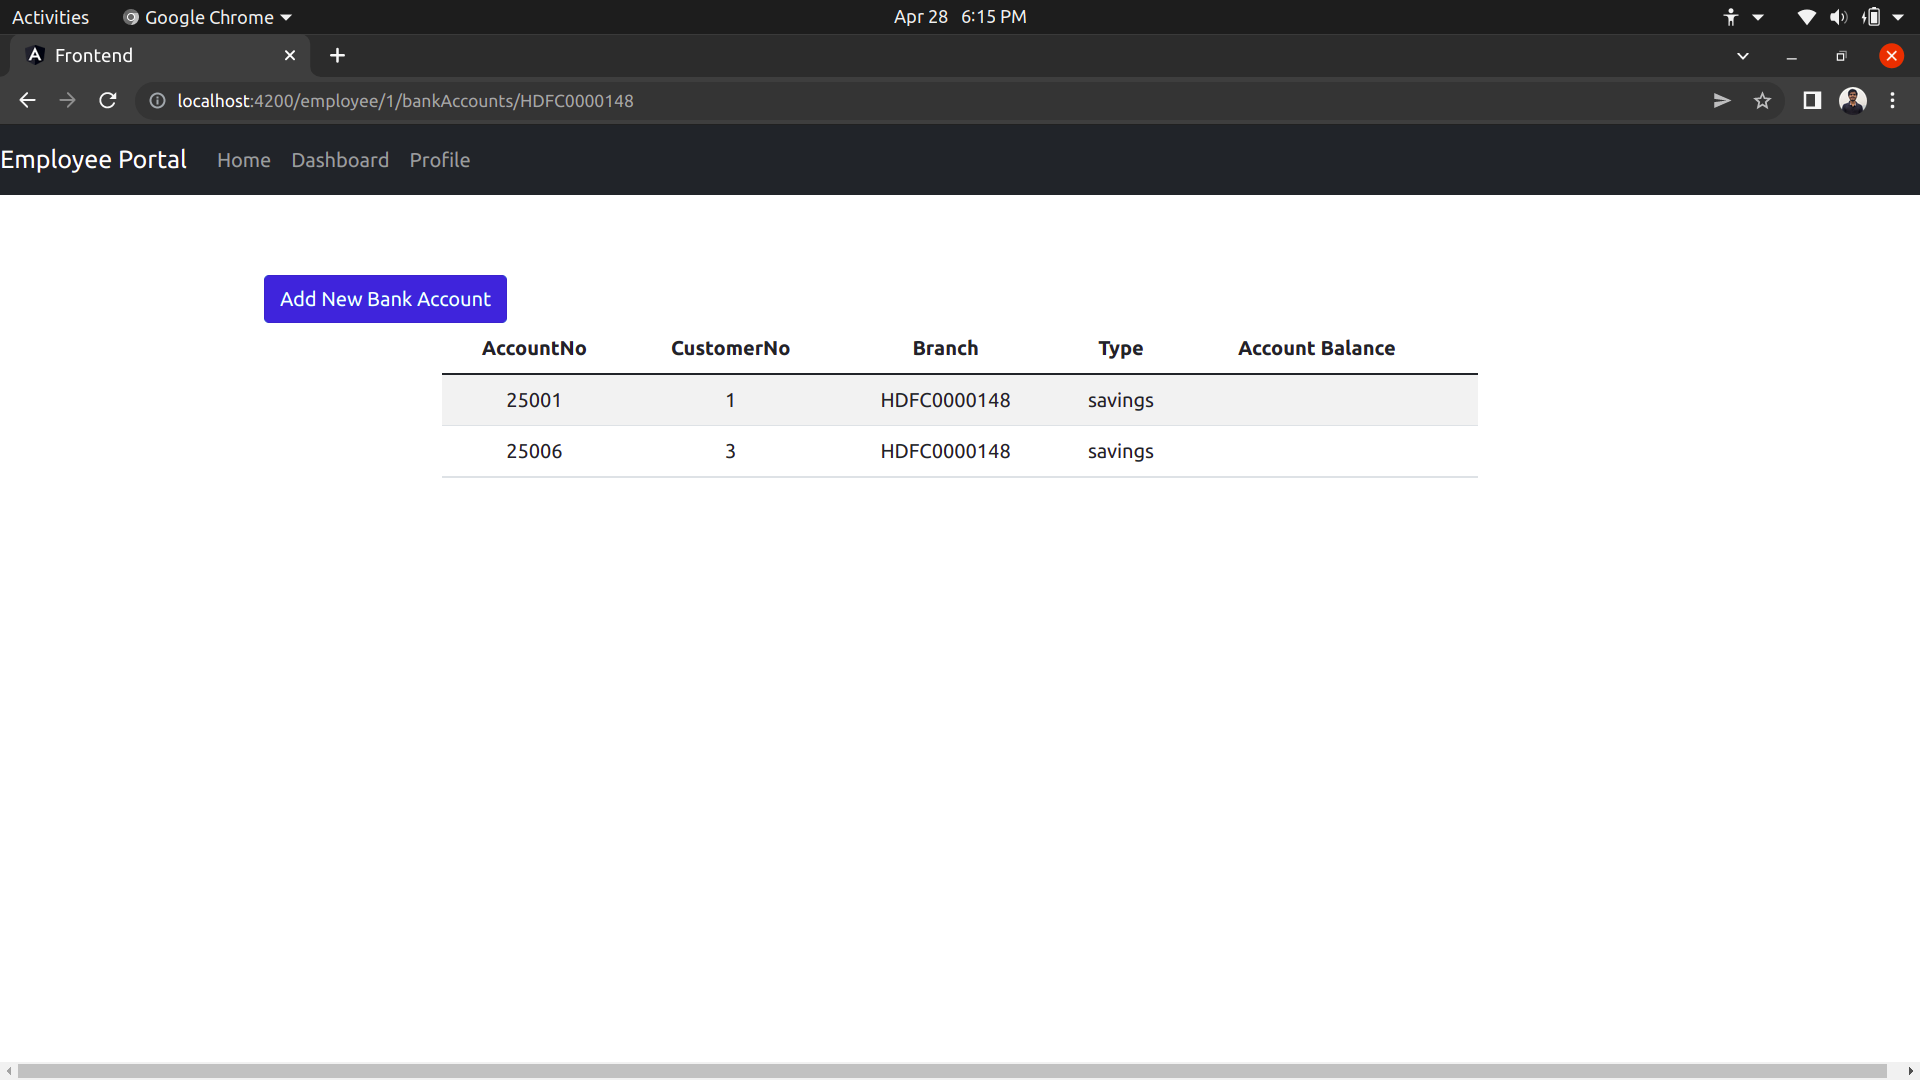 Activities Google Chrome Apr 28 6:15 PM
Frontend
localhost:4200/employee/1/bankAccounts/HDFC0000148
Employee Portal Home Dashboard Profile
Add New Bank Account
AccountNo CustomerNo Branch Type Account Balance
25001 1 HDFC0000148 savings
25006 3 HDFC0000148 savings